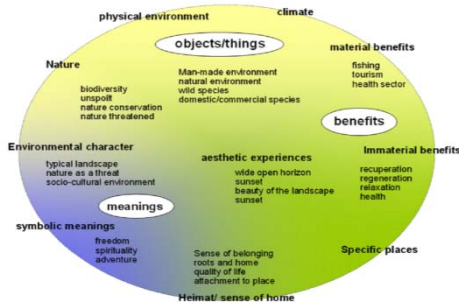 climate
physical environment
objects/things
material benefits
fishing
tourism
health sector
Nature
Man-made environment
natural environment
wild species
domestic/commercial species
biodiversity
unspoilt
nature conservation
nature threatened
benefits
Environmental character
typical landscape
nature as a threat
socio-cultural environment
aesthetic experiences
wide open horizon
sunset
beauty of the landscape
sunset
Immaterial benefits
recuperation
regeneration
relaxation
health
meanings
symbolic meanings
freedom
spirituality
adventure
Sense of belonging
roots and home
quality of life
attachment to place
Specific places
Heimat/ sense of home